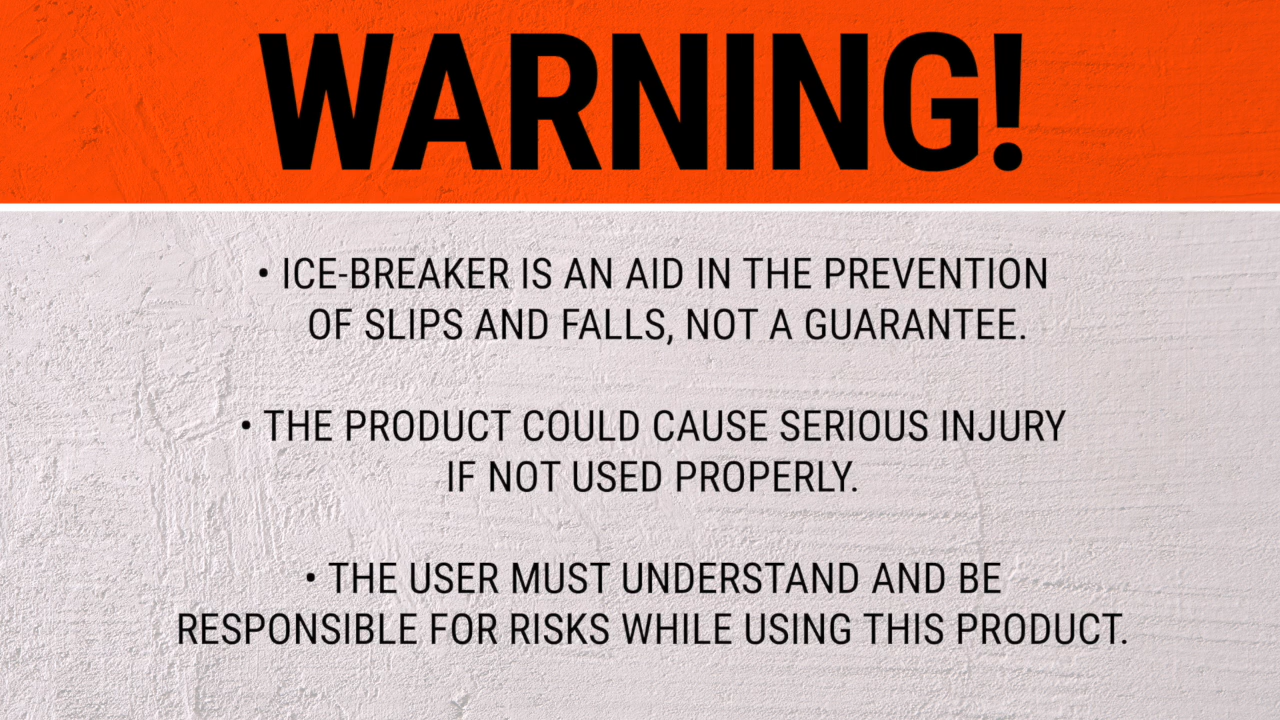 WARNING!
• ICE-BREAKER IS AN AID IN THE PREVENTION
OF SLIPS AND FALLS, NOT A GUARANTEE.
• THE PRODUCT COULD CAUSE SERIOUS INJURY
IF NOT USED PROPERLY.
• THE USER MUST UNDERSTAND AND BE
RESPONSIBLE FOR RISKS WHILE USING THIS PRODUCT.